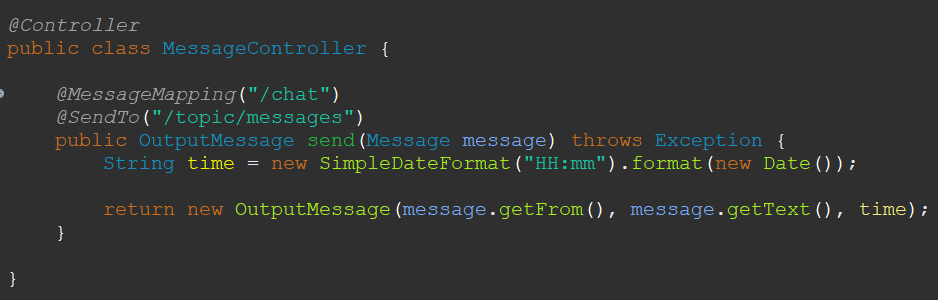 @Controller
public class MessageController {
@MessageMapping("/chat")
@SendTo("/topic/messages")
public OutputMessage send(Message message) throws Exception {
String time = new SimpleDateFormat("HH:mm").format(new Date());
return new OutputMessage(message.getFrom(), message.getText(), time);
}
}